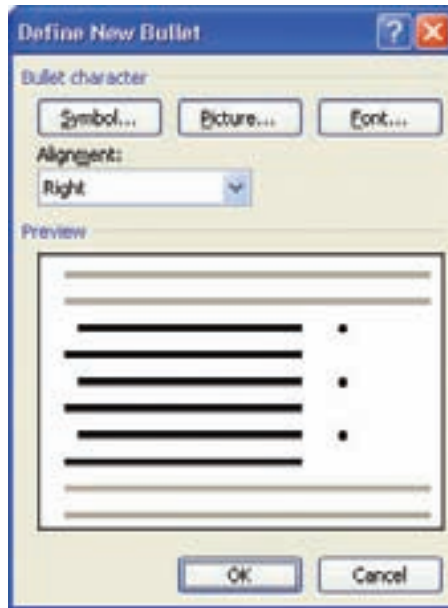 Define New Bullet
Bullet character
Symbol... Picture... Font...
Alignment:
Right
Preview
OK Cancel